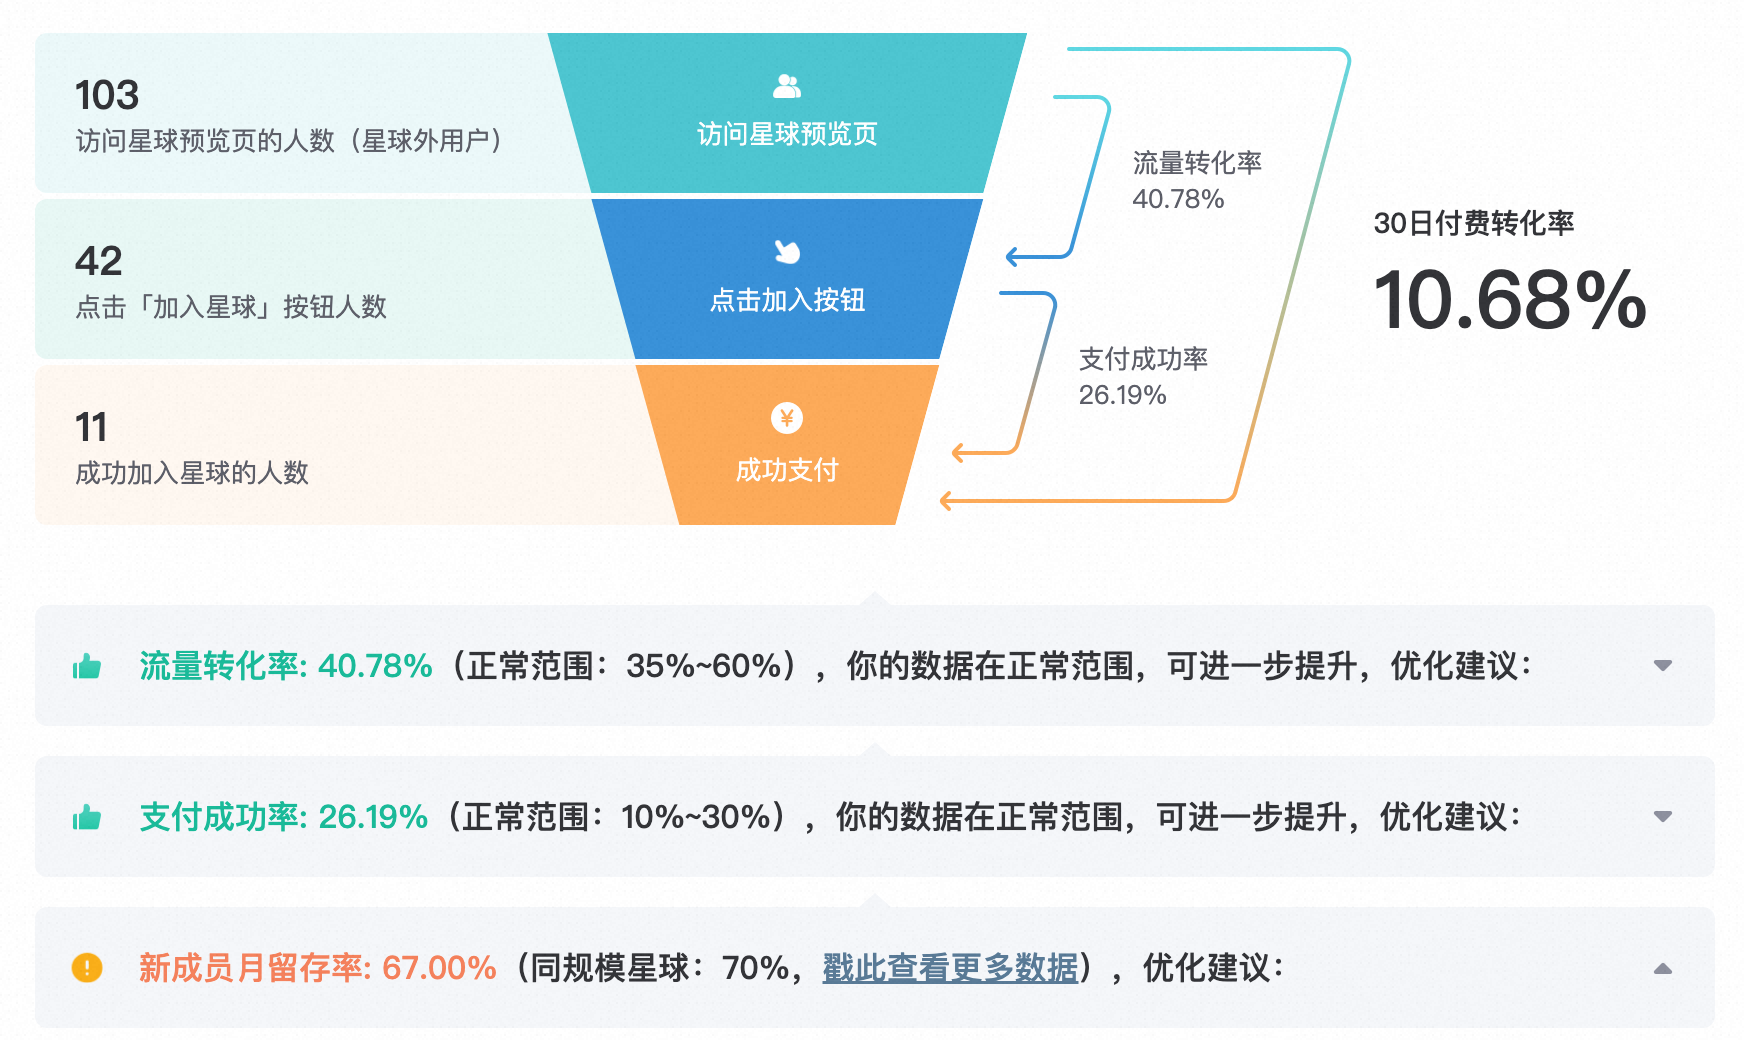 103
访问星球预览页的人数（星球外用户）
访问星球预览页
流量转化率
40.78%
42
点击「加入星球」按钮人数
点击加入按钮
30日付费转化率
10.68%
支付成功率
26.19%
11
成功加入星球的人数
¥
成功支付
流量转化率: 40.78%（正常范围：35%~60%），你的数据在正常范围，可进一步提升，优化建议：
支付成功率: 26.19%（正常范围：10%~30%），你的数据在正常范围，可进一步提升，优化建议：
新成员月留存率: 67.00%（同规模星球：70%，戳此查看更多数据），优化建议：